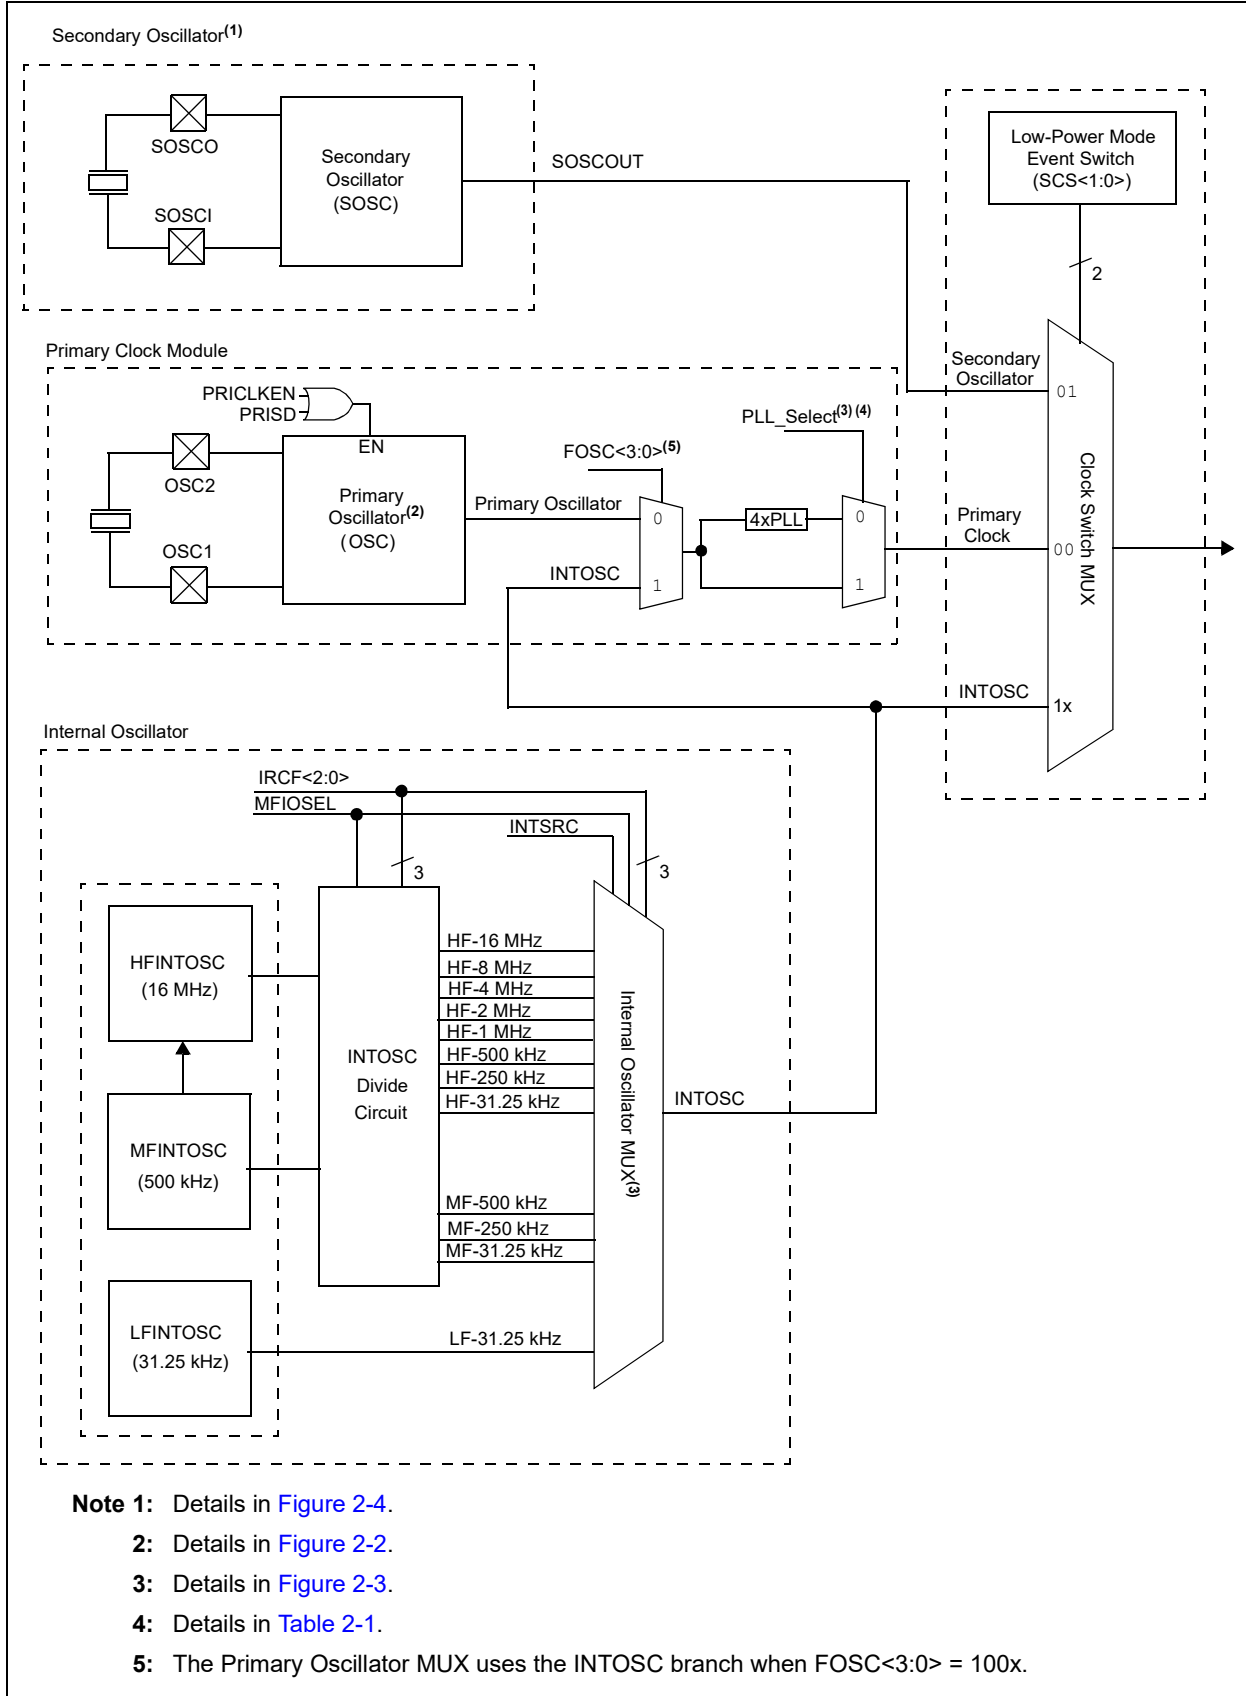 Secondary Oscillator(1)
SOSCO
SOSCI
Secondary
Oscillator
(SOSC)
SOSCOUT
Low-Power Mode
Event Switch
(SCS<1:0>)
2
Secondary
Oscillator
01
Primary
Clock
00
INTOSC
1x
Clock Switch MUX
Primary Clock Module
PRICLKEN
PRISD
EN
OSC2
OSC1
Primary
Oscillator(2)
(OSC)
Primary Oscillator
INTOSC
FOSC<3:0>(5)
0
1
4xPLL
PLL_Select(3) (4)
0
1
Internal Oscillator
IRCF<2:0>
MFIOSEL
INTSRC
3
3
HFINTOSC
(16 MHz)
MFINTOSC
(500 kHz)
LFINTOSC
(31.25 kHz)
INTOSC
Divide
Circuit
HF-16 MHz
HF-8 MHz
HF-4 MHz
HF-2 MHz
HF-1 MHz
HF-500 kHz
HF-250 kHz
HF-31.25 kHz
MF-500 kHz
MF-250 kHz
MF-31.25 kHz
LF-31.25 kHz
Internal Oscillator MUX(3)
INTOSC
Note 1: Details in Figure 2-4.
2: Details in Figure 2-2.
3: Details in Figure 2-3.
4: Details in Table 2-1.
5: The Primary Oscillator MUX uses the INTOSC branch when FOSC<3:0> = 100x.